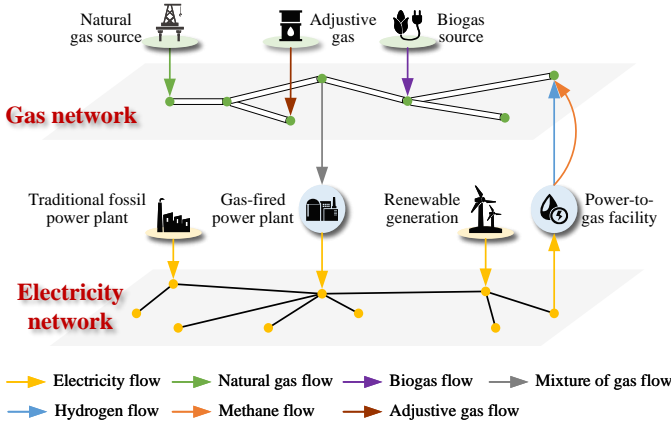 Natural
gas source
Adjustive
gas
Biogas
source
Gas network
Traditional fossil
power plant
Gas-fired
power plant
Renewable
generation
Power-to-
gas facility
Electricity
network
Electricity flow
Natural gas flow
Biogas flow
Mixture of gas flow
Hydrogen flow
Methane flow
Adjustive gas flow